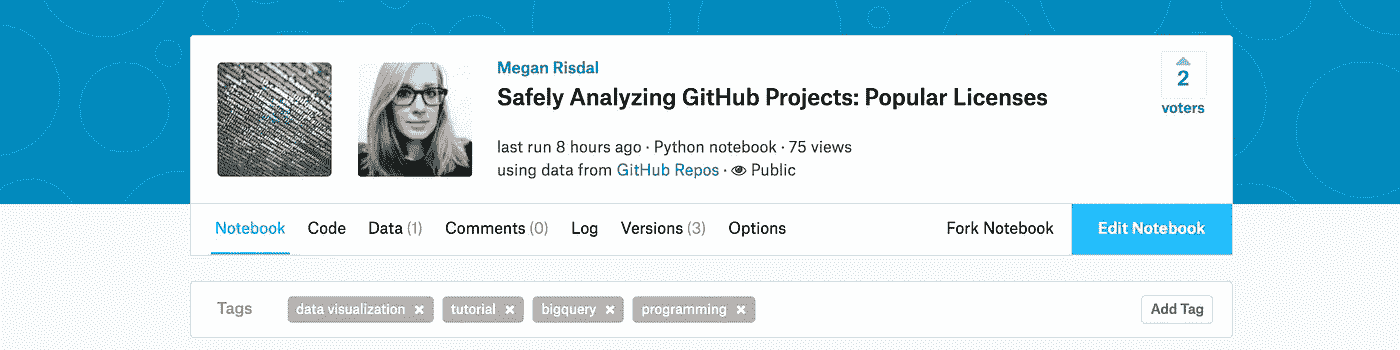 Megan Risdal
Safely Analyzing GitHub Projects: Popular Licenses
2
voters
last run 8 hours ago · Python notebook · 75 views
using data from GitHub Repos · Public
Notebook Code Data (1) Comments (0) Log Versions (3) Options Fork Notebook Edit Notebook
Tags data visualization × tutorial × bigquery × programming × Add Tag